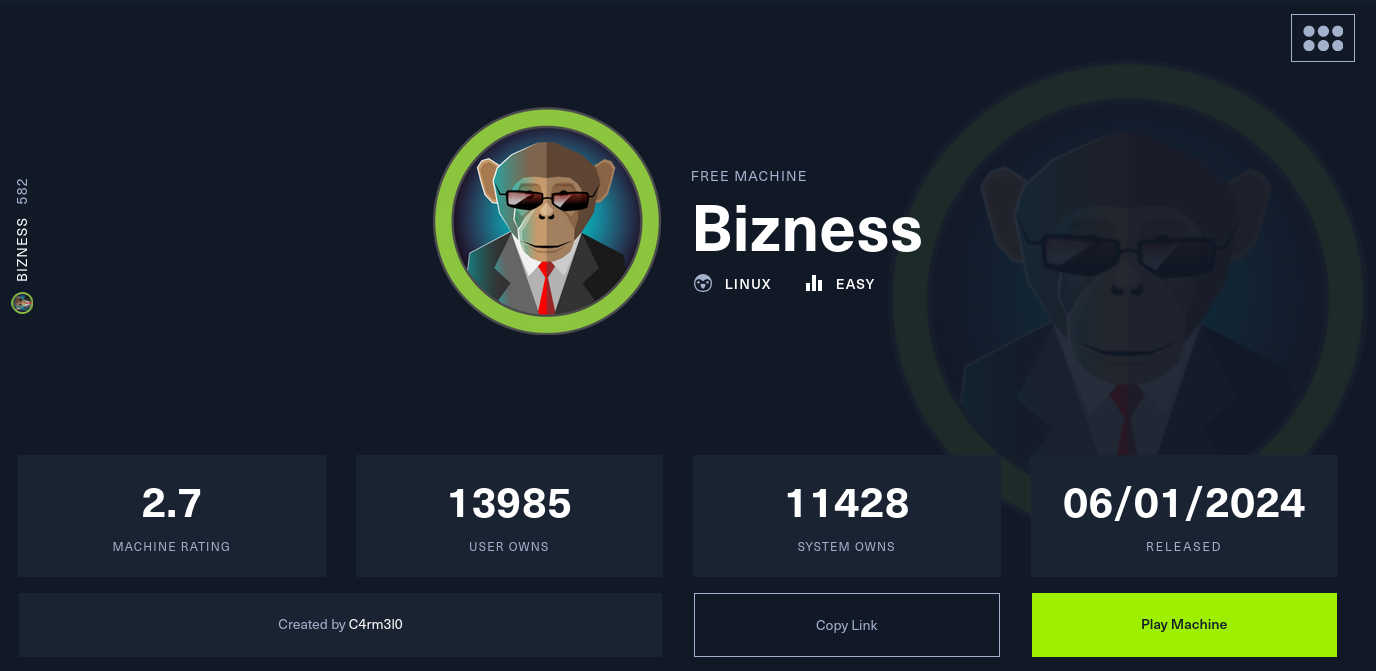 BIZNESS 582
FREE MACHINE
Bizness
LINUX EASY
2.7
MACHINE RATING
13985
USER OWNS
11428
SYSTEM OWNS
06/01/2024
RELEASED
Created by C4rm3l0
Copy Link
Play Machine